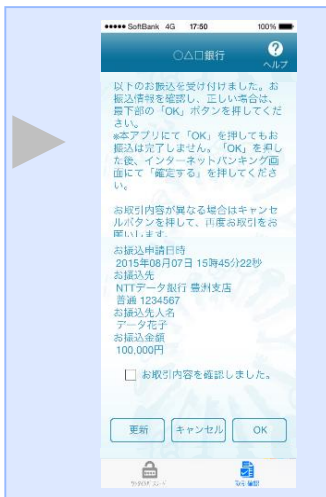 SoftBank 4G 17:50 100%
○△□銀行
?
ヘルプ
以下のお振込を受け付けました。お
振込情報を確認し、正しい場合は、
最下部の「OK」ボタンを押してくだ
さい。
※本アプリにて「OK」を押してもお
振込は完了しません。「OK」を押し
た後、インターネットバンキング画
面にて「確定する」を押してくださ
い。
お取引内容が異なる場合はキャンセ
ルボタンを押して、再度お取引をお
願いします。
お振込申請日時
2015年08月07日 15時45分22秒
お振込先
NTTデータ銀行 豊洲支店
普通 1234567
お振込先人名
データ花子
お振込金額
100,000円
お取引内容を確認しました。
更新 キャンセル OK
取引確認